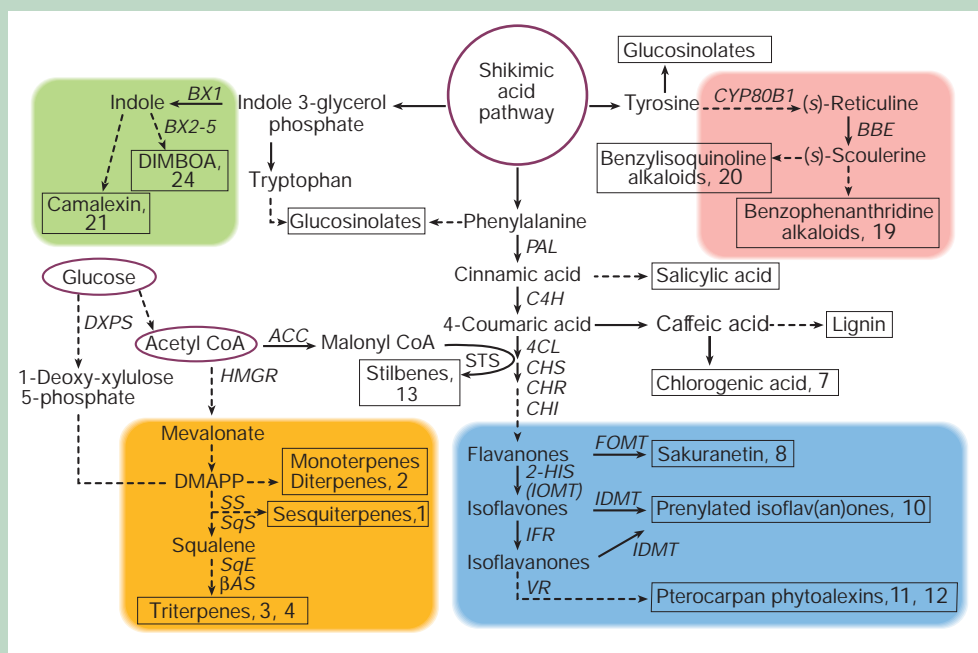 Shikimic
acid
pathway
Glucosinolates
Tyrosine
CYP80B1
(s)-Reticuline
BBE
(s)-Scoulerine
Benzylisoquinoline
alkaloids, 20
Benzophenanthridine
alkaloids, 19
Indole
BX1
Indole 3-glycerol
phosphate
BX2-5
DIMBOA,
24
Camalexin,
21
Tryptophan
Glucosinolates
Phenylalanine
PAL
Cinnamic acid
Salicylic acid
C4H
4-Coumaric acid
Caffeic acid
Lignin
Chlorogenic acid, 7
Glucose
DXPS
Acetyl CoA
ACC
Malonyl CoA
STS
Stilbenes,
13
4CL
CHS
CHR
CHI
1-Deoxy-xylulose
5-phosphate
HMGR
Mevalonate
DMAPP
Monoterpenes
Diterpenes, 2
SS
SqS
Sesquiterpenes,1
Squalene
SqE
βAS
Triterpenes, 3, 4
Flavanones
FOMT
Sakuranetin, 8
2-HIS
(IOMT)
Isoflavones
IDMT
Prenylated isoflav(an)ones, 10
IFR
Isoflavanones
IDMT
VR
Pterocarpan phytoalexins,11, 12